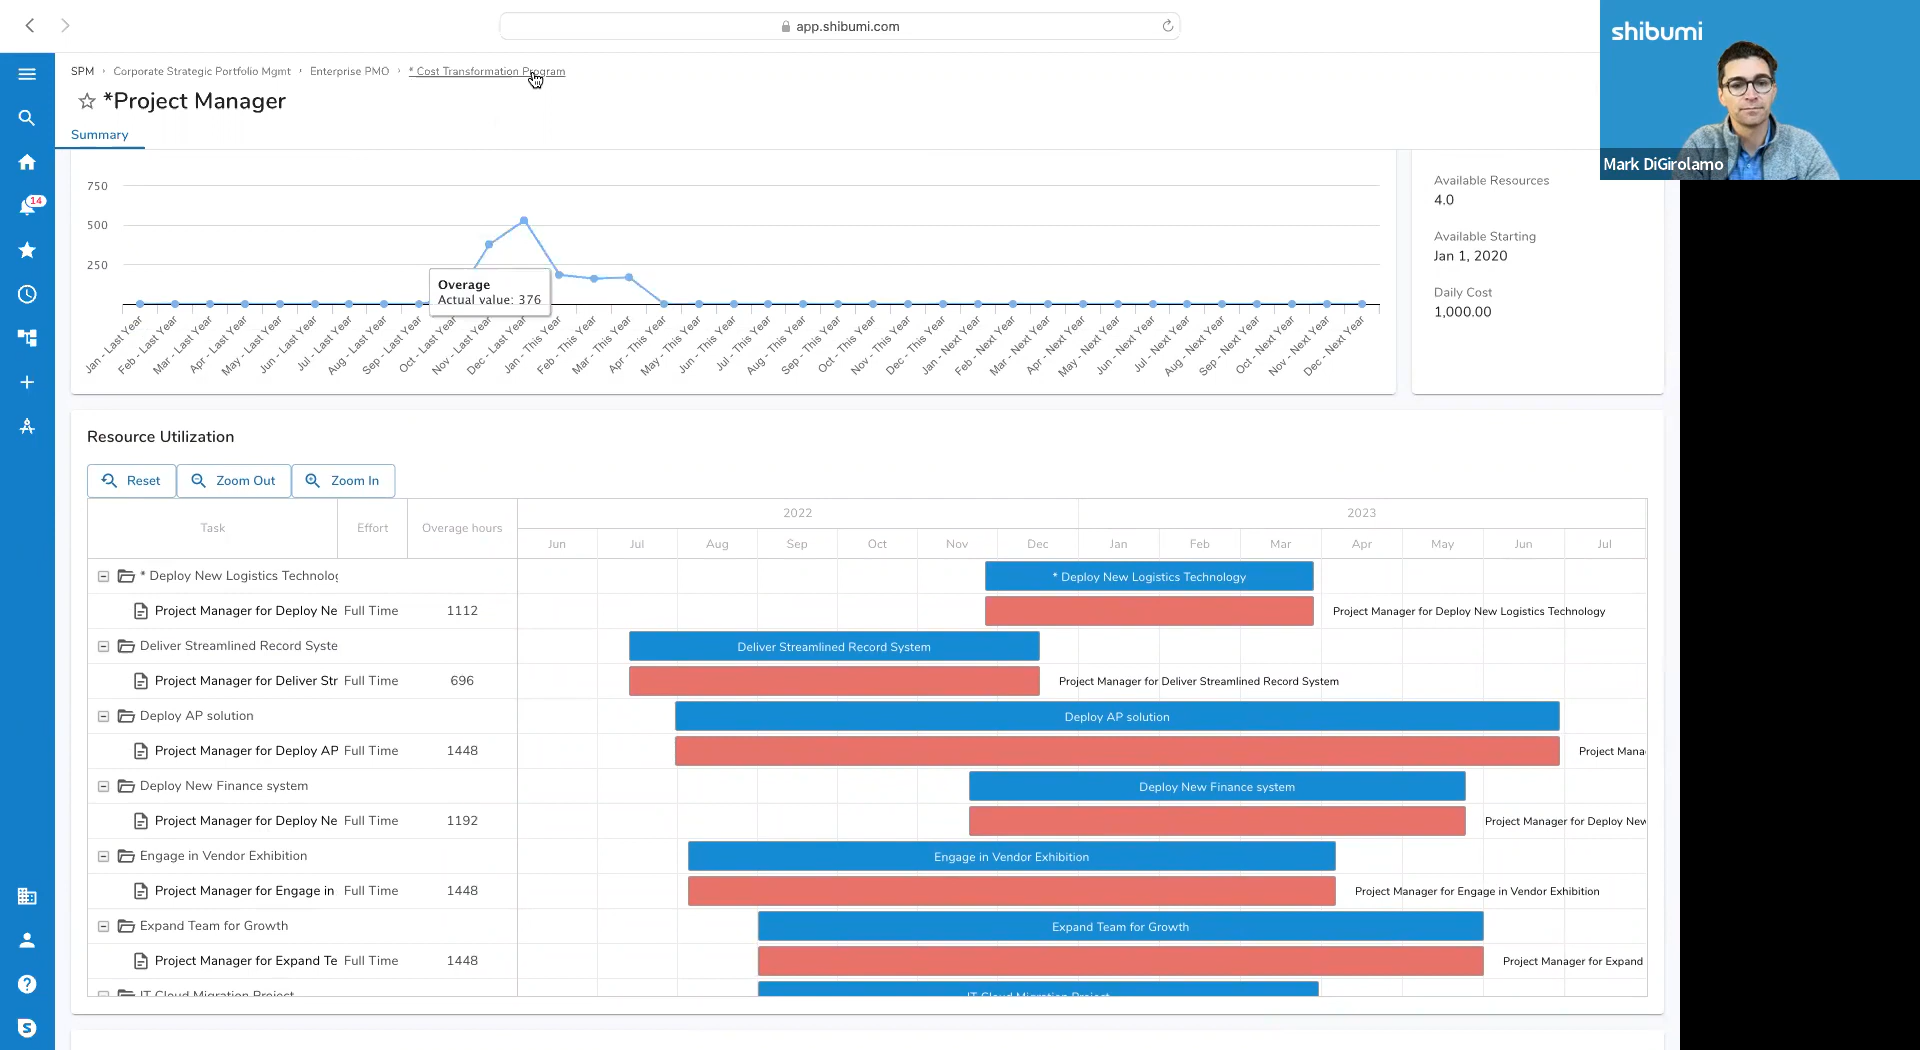 app.shibumi.com
shibumi
Mark DiGirolamo
SPM › Corporate Strategic Portfolio Mgmt › Enterprise PMO › * Cost Transformation Program
*Project Manager
Summary
14
750
500
250
Overage
Actual value: 376
Jan - Last Year
Feb - Last Year
Mar - Last Year
Apr - Last Year
May - Last Year
Jun - Last Year
Jul - Last Year
Aug - Last Year
Sep - Last Year
Oct - Last Year
Nov - Last Year
Dec - Last Year
Jan - This Year
Feb - This Year
Mar - This Year
Apr - This Year
May - This Year
Jun - This Year
Jul - This Year
Aug - This Year
Sep - This Year
Oct - This Year
Nov - This Year
Dec - This Year
Jan - Next Year
Feb - Next Year
Mar - Next Year
Apr - Next Year
May - Next Year
Jun - Next Year
Jul - Next Year
Aug - Next Year
Sep - Next Year
Oct - Next Year
Nov - Next Year
Dec - Next Year
Available Resources
4.0
Available Starting
Jan 1, 2020
Daily Cost
1,000.00
Resource Utilization
Reset Zoom Out Zoom In
Task Effort Overage hours 2022 2023
Jun Jul Aug Sep Oct Nov Dec Jan Feb Mar Apr May Jun Jul
* Deploy New Logistics Technolog * Deploy New Logistics Technology
Project Manager for Deploy Ne Full Time 1112 Project Manager for Deploy New Logistics Technology
Deliver Streamlined Record Syste Deliver Streamlined Record System
Project Manager for Deliver Str Full Time 696 Project Manager for Deliver Streamlined Record System
Deploy AP solution Deploy AP solution
Project Manager for Deploy AP Full Time 1448 Project Mana
Deploy New Finance system Deploy New Finance system
Project Manager for Deploy Ne Full Time 1192 Project Manager for Deploy New
Engage in Vendor Exhibition Engage in Vendor Exhibition
Project Manager for Engage in Full Time 1448 Project Manager for Engage in Vendor Exhibition
Expand Team for Growth Expand Team for Growth
Project Manager for Expand Te Full Time 1448 Project Manager for Expand
IT Cloud Migration Project IT Cloud Migration Project